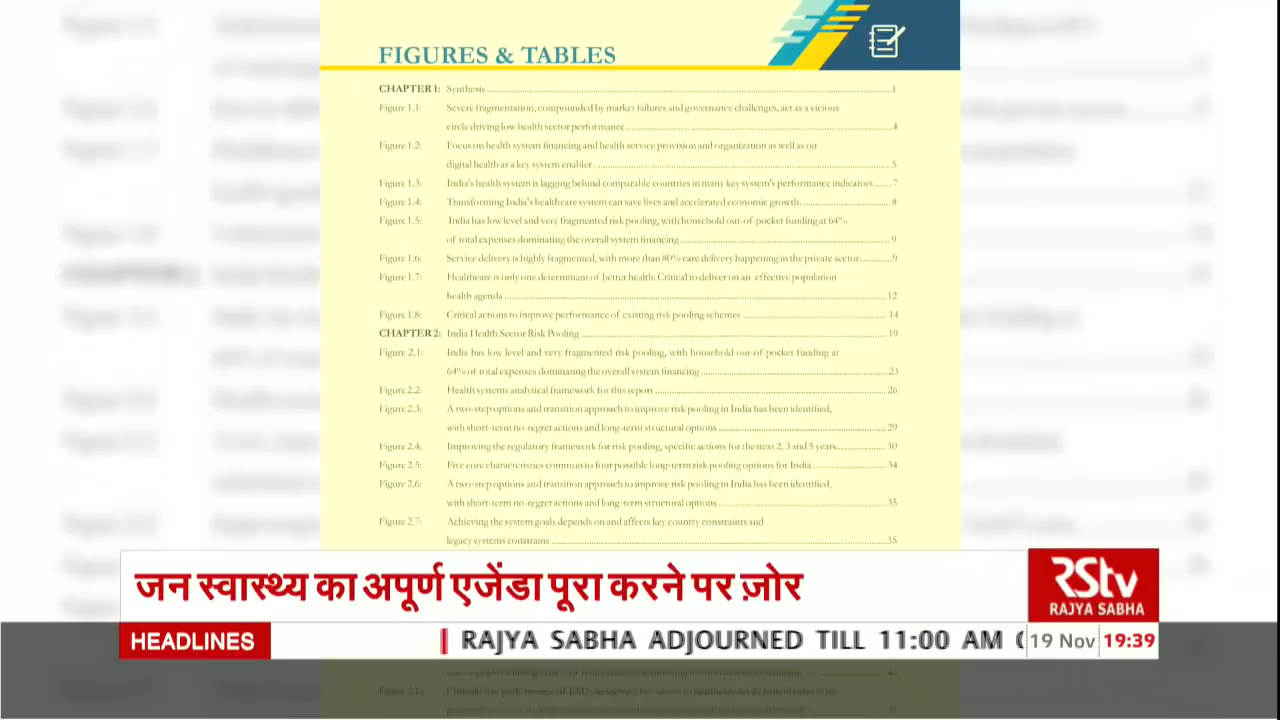 FIGURES & TABLES
CHAPTER 1: Synthesis 1
Figure 1.1: Severe fragmentation, compounded by market failures and governance challenges, act as a vicious
circle driving low health sector performance 4
Figure 1.2: Focus on health system financing and health service provision and organization as well as on
digital health as a key system enabler 5
Figure 1.3: India's health system is lagging behind comparable countries in many key system's performance indicators 7
Figure 1.4: Transforming India's healthcare system can save lives and accelerated economic growth. 8
Figure 1.5: India has low level and very fragmented risk pooling, with household out-of-pocket funding at 64%
of total expenses dominating the overall system financing 9
Figure 1.6: Service delivery is highly fragmented, with more than 80% care delivery happening in the private sector 9
Figure 1.7: Healthcare is only one determinant of better health: Critical to deliver on an effective population
health agenda 12
Figure 1.8: Critical actions to improve performance of existing risk pooling schemes 14
CHAPTER 2: India Health Sector Risk Pooling 19
Figure 2.1: India has low level and very fragmented risk pooling, with household out-of-pocket funding at
64% of total expenses dominating the overall system financing 23
Figure 2.2: Health systems analytical framework for this report 26
Figure 2.3: A two-step options and transition approach to improve risk pooling in India has been identified,
with short-term no-regret actions and long-term structural options 29
Figure 2.4: Improving the regulatory framework for risk pooling, specific actions for the next 2, 3 and 5 years 30
Figure 2.5: Five core characteristics common to four possible long-term risk pooling options for India 34
Figure 2.6: A two-step options and transition approach to improve risk pooling in India has been identified,
with short-term no-regret actions and long-term structural options 35
Figure 2.7: Achieving the system goals depends on and affects key country constraints and
legacy systems constrains 35
जन स्वास्थ्य का अपूर्ण एजेंडा पूरा करने पर ज़ोर
RStv
RAJYA SABHA
HEADLINES RAJYA SABHA ADJOURNED TILL 11:00 AM 19 Nov 19:39